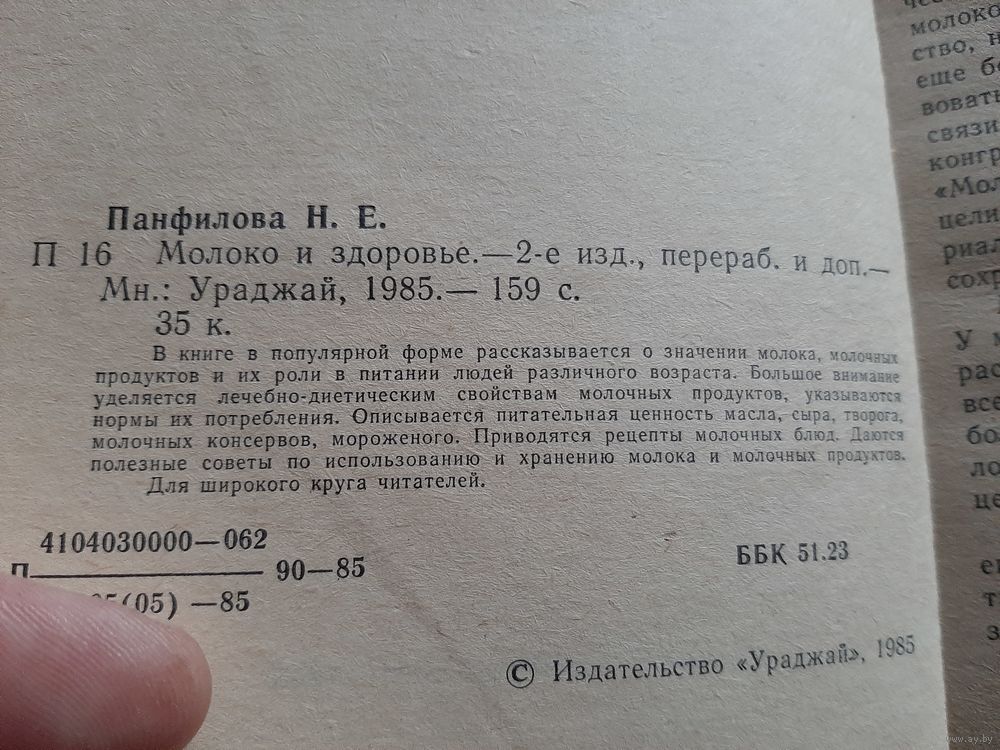 Панфилова Н. Е.
П 16 Молоко и здоровье.—2-е изд., перераб. и доп.—
Мн.: Ураджай, 1985.— 159 с.
35 к.
В книге в популярной форме рассказывается о значении молока, молочных
продуктов и их роли в питании людей различного возраста. Большое внимание
уделяется лечебно-диетическим свойствам молочных продуктов, указываются
нормы их потребления. Описывается питательная ценность масла, сыра, творога,
молочных консервов, мороженого. Приводятся рецепты молочных блюд. Даются
полезные советы по использованию и хранению молока и молочных продуктов.
Для широкого круга читателей.
4104030000—062
П 90—85
(05) —85
ББК 51.23
© Издательство «Ураджай», 1985
молоко
ство, н
еще бо
вовать
связи
конгр
«Мол
цели
риал
сохр
У м
рас
все
бо
ло
це
е
т
з
www.ay.by